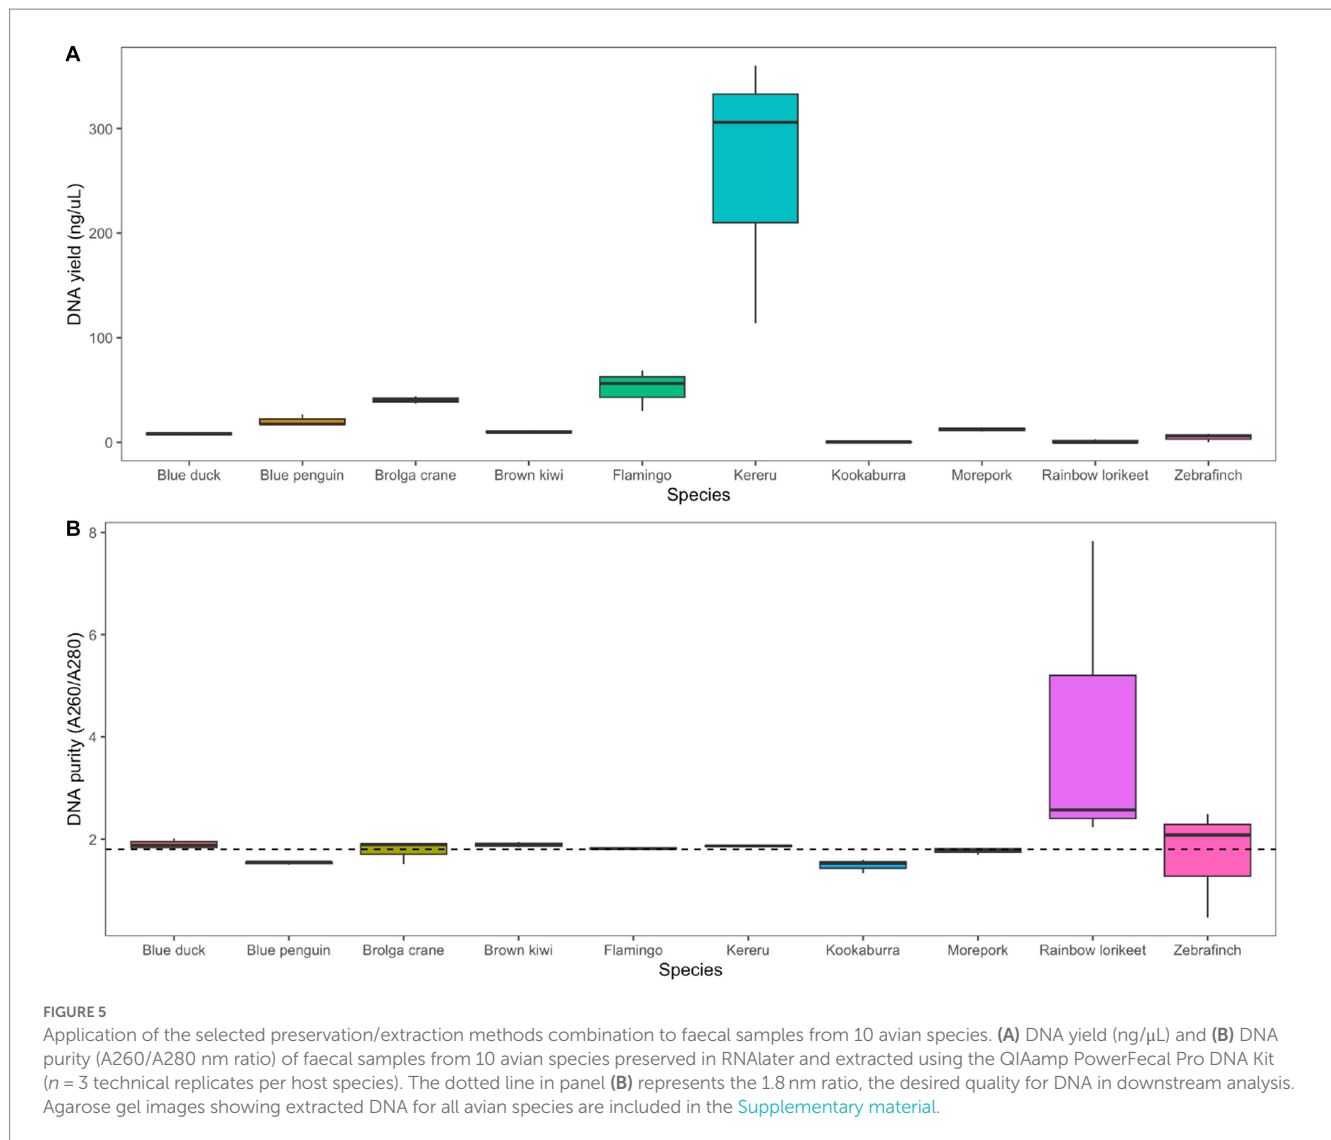 A
DNA yield (ng/uL)
300
200
100
0
Blue duck Blue penguin Brolga crane Brown kiwi Flamingo Kereru Kookaburra Morepork Rainbow lorikeet Zebrafinch
Species
B
DNA purity (A260/A280)
8
6
4
2
Blue duck Blue penguin Brolga crane Brown kiwi Flamingo Kereru Kookaburra Morepork Rainbow lorikeet Zebrafinch
Species
FIGURE 5
Application of the selected preservation/extraction methods combination to faecal samples from 10 avian species. (A) DNA yield (ng/μL) and (B) DNA
purity (A260/A280 nm ratio) of faecal samples from 10 avian species preserved in RNAlater and extracted using the QIAamp PowerFecal Pro DNA Kit
(n = 3 technical replicates per host species). The dotted line in panel (B) represents the 1.8 nm ratio, the desired quality for DNA in downstream analysis.
Agarose gel images showing extracted DNA for all avian species are included in the Supplementary material.